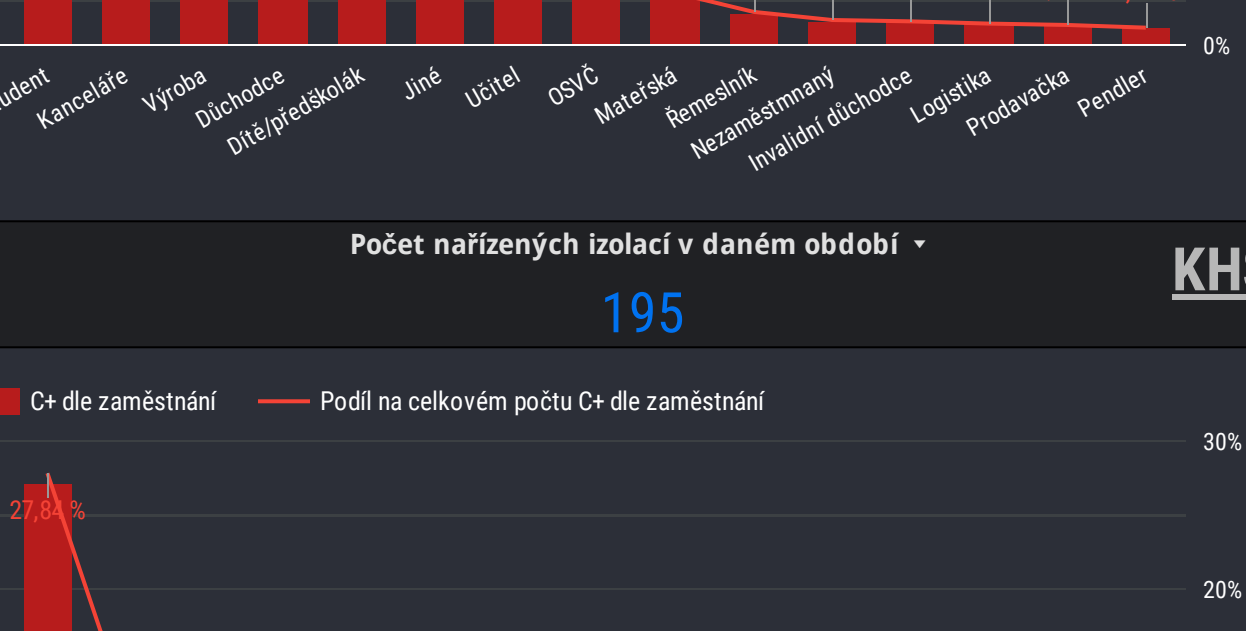 0%
Kanceláře
Výroba
Důchodce
Dítě/předškolák
Jiné
Učitel
OSVČ
Mateřská
Řemeslník
Nezaměstmnaný
Invalidní důchodce
Logistika
Prodavačka
Pendler
Počet nařízených izolací v daném období
195
C+ dle zaměstnání
Podíl na celkovém počtu C+ dle zaměstnání
30%
27,84 %
20%